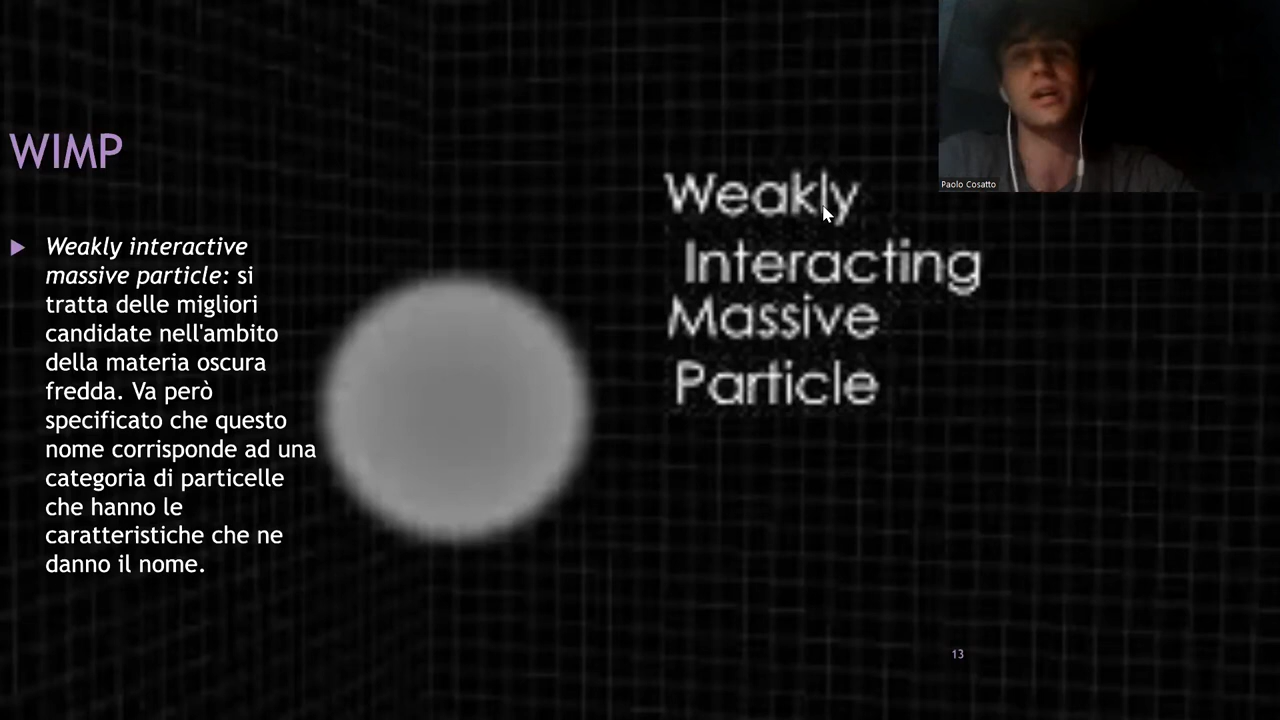 WIMP
Weakly interactive
massive particle: si
tratta delle migliori
candidate nell'ambito
della materia oscura
fredda. Va però
specificato che questo
nome corrisponde ad una
categoria di particelle
che hanno le
caratteristiche che ne
danno il nome.
Weakly
Interacting
Massive
Particle
Paolo Cosatto
13